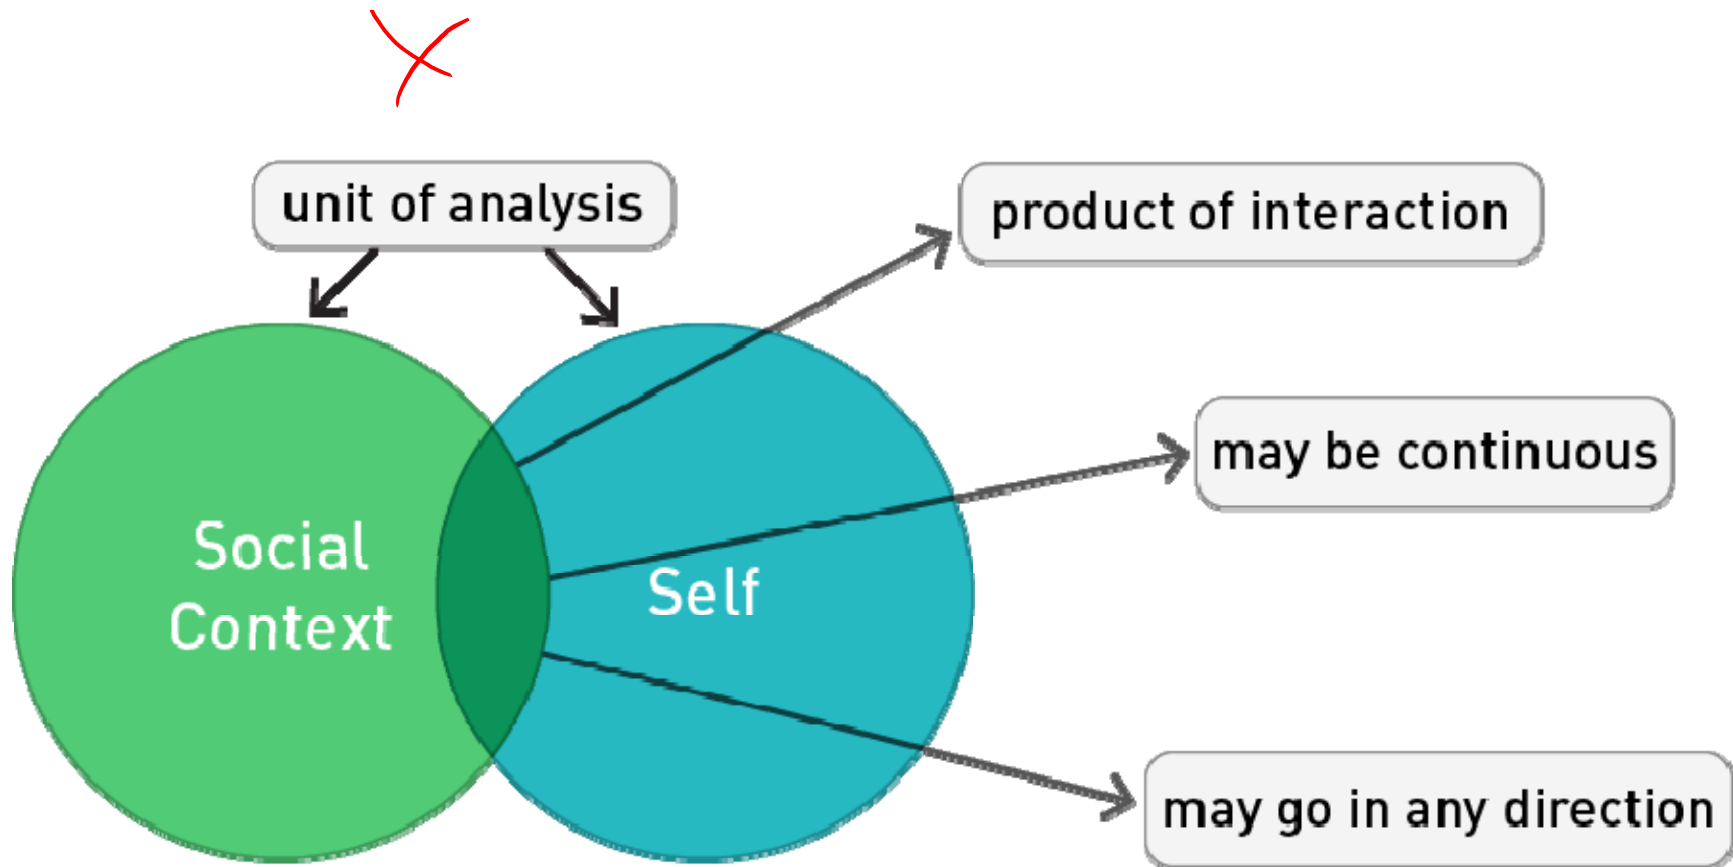 unit of analysis
product of interaction
may be continuous
Social
Context
Self
may go in any direction